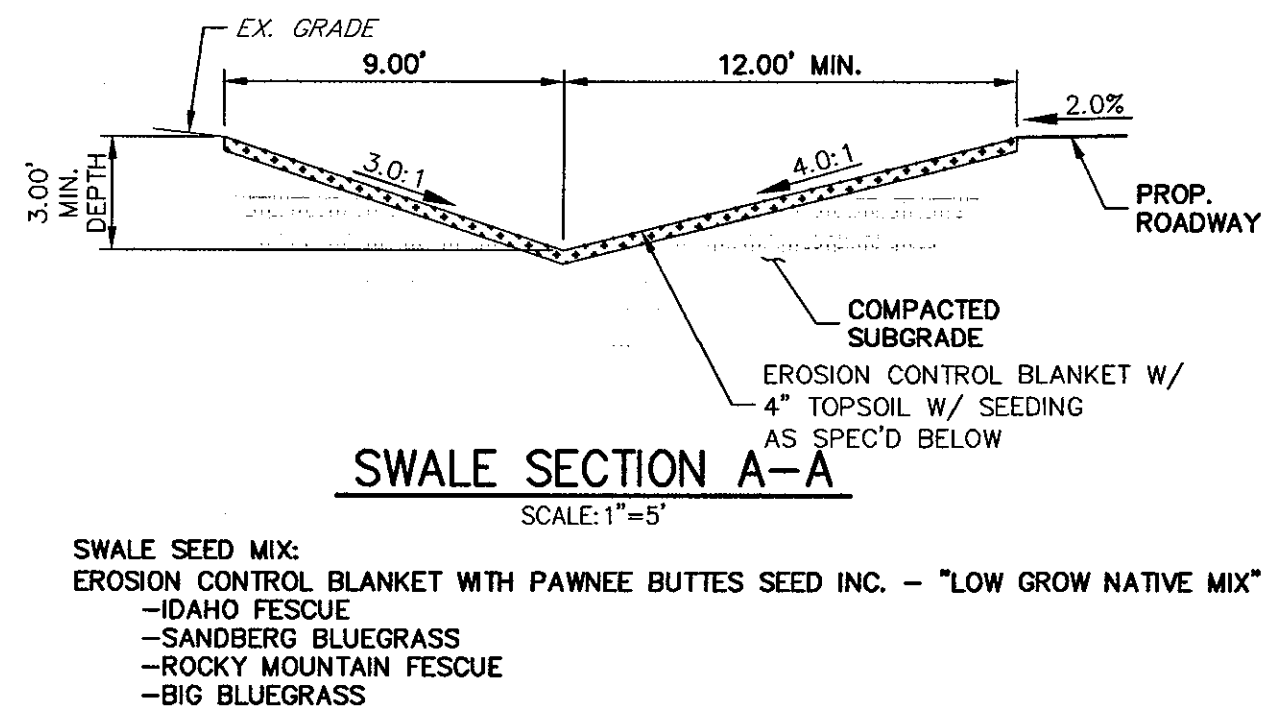 EX. GRADE
9.00'
12.00' MIN.
2.0%
3.00'
MIN.
DEPTH
3.0:1
4.0:1
PROP.
ROADWAY
COMPACTED
SUBGRADE
EROSION CONTROL BLANKET W/
4" TOPSOIL W/ SEEDING
AS SPEC'D BELOW
SWALE SECTION A-A
SCALE: 1"=5'
SWALE SEED MIX:
EROSION CONTROL BLANKET WITH PAWNEE BUTTES SEED INC. - "LOW GROW NATIVE MIX"
-IDAHO FESCUE
-SANDBERG BLUEGRASS
-ROCKY MOUNTAIN FESCUE
-BIG BLUEGRASS